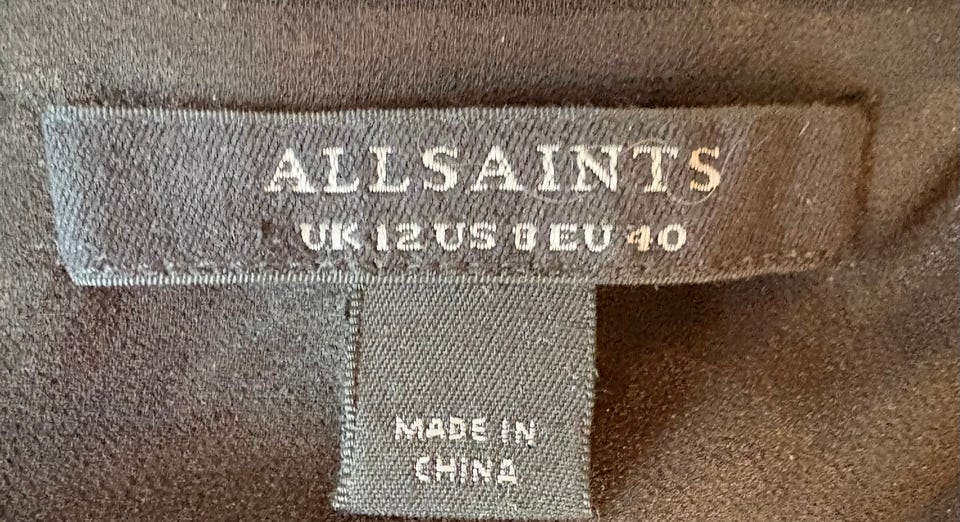 ALLSAINTS
UK 12 US 8 EU 40
MADE IN
CHINA